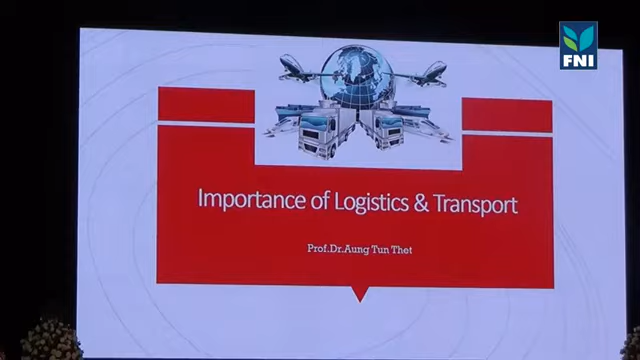 FNI
Importance of Logistics & Transport
Prof.Dr.Aung Tun Thet